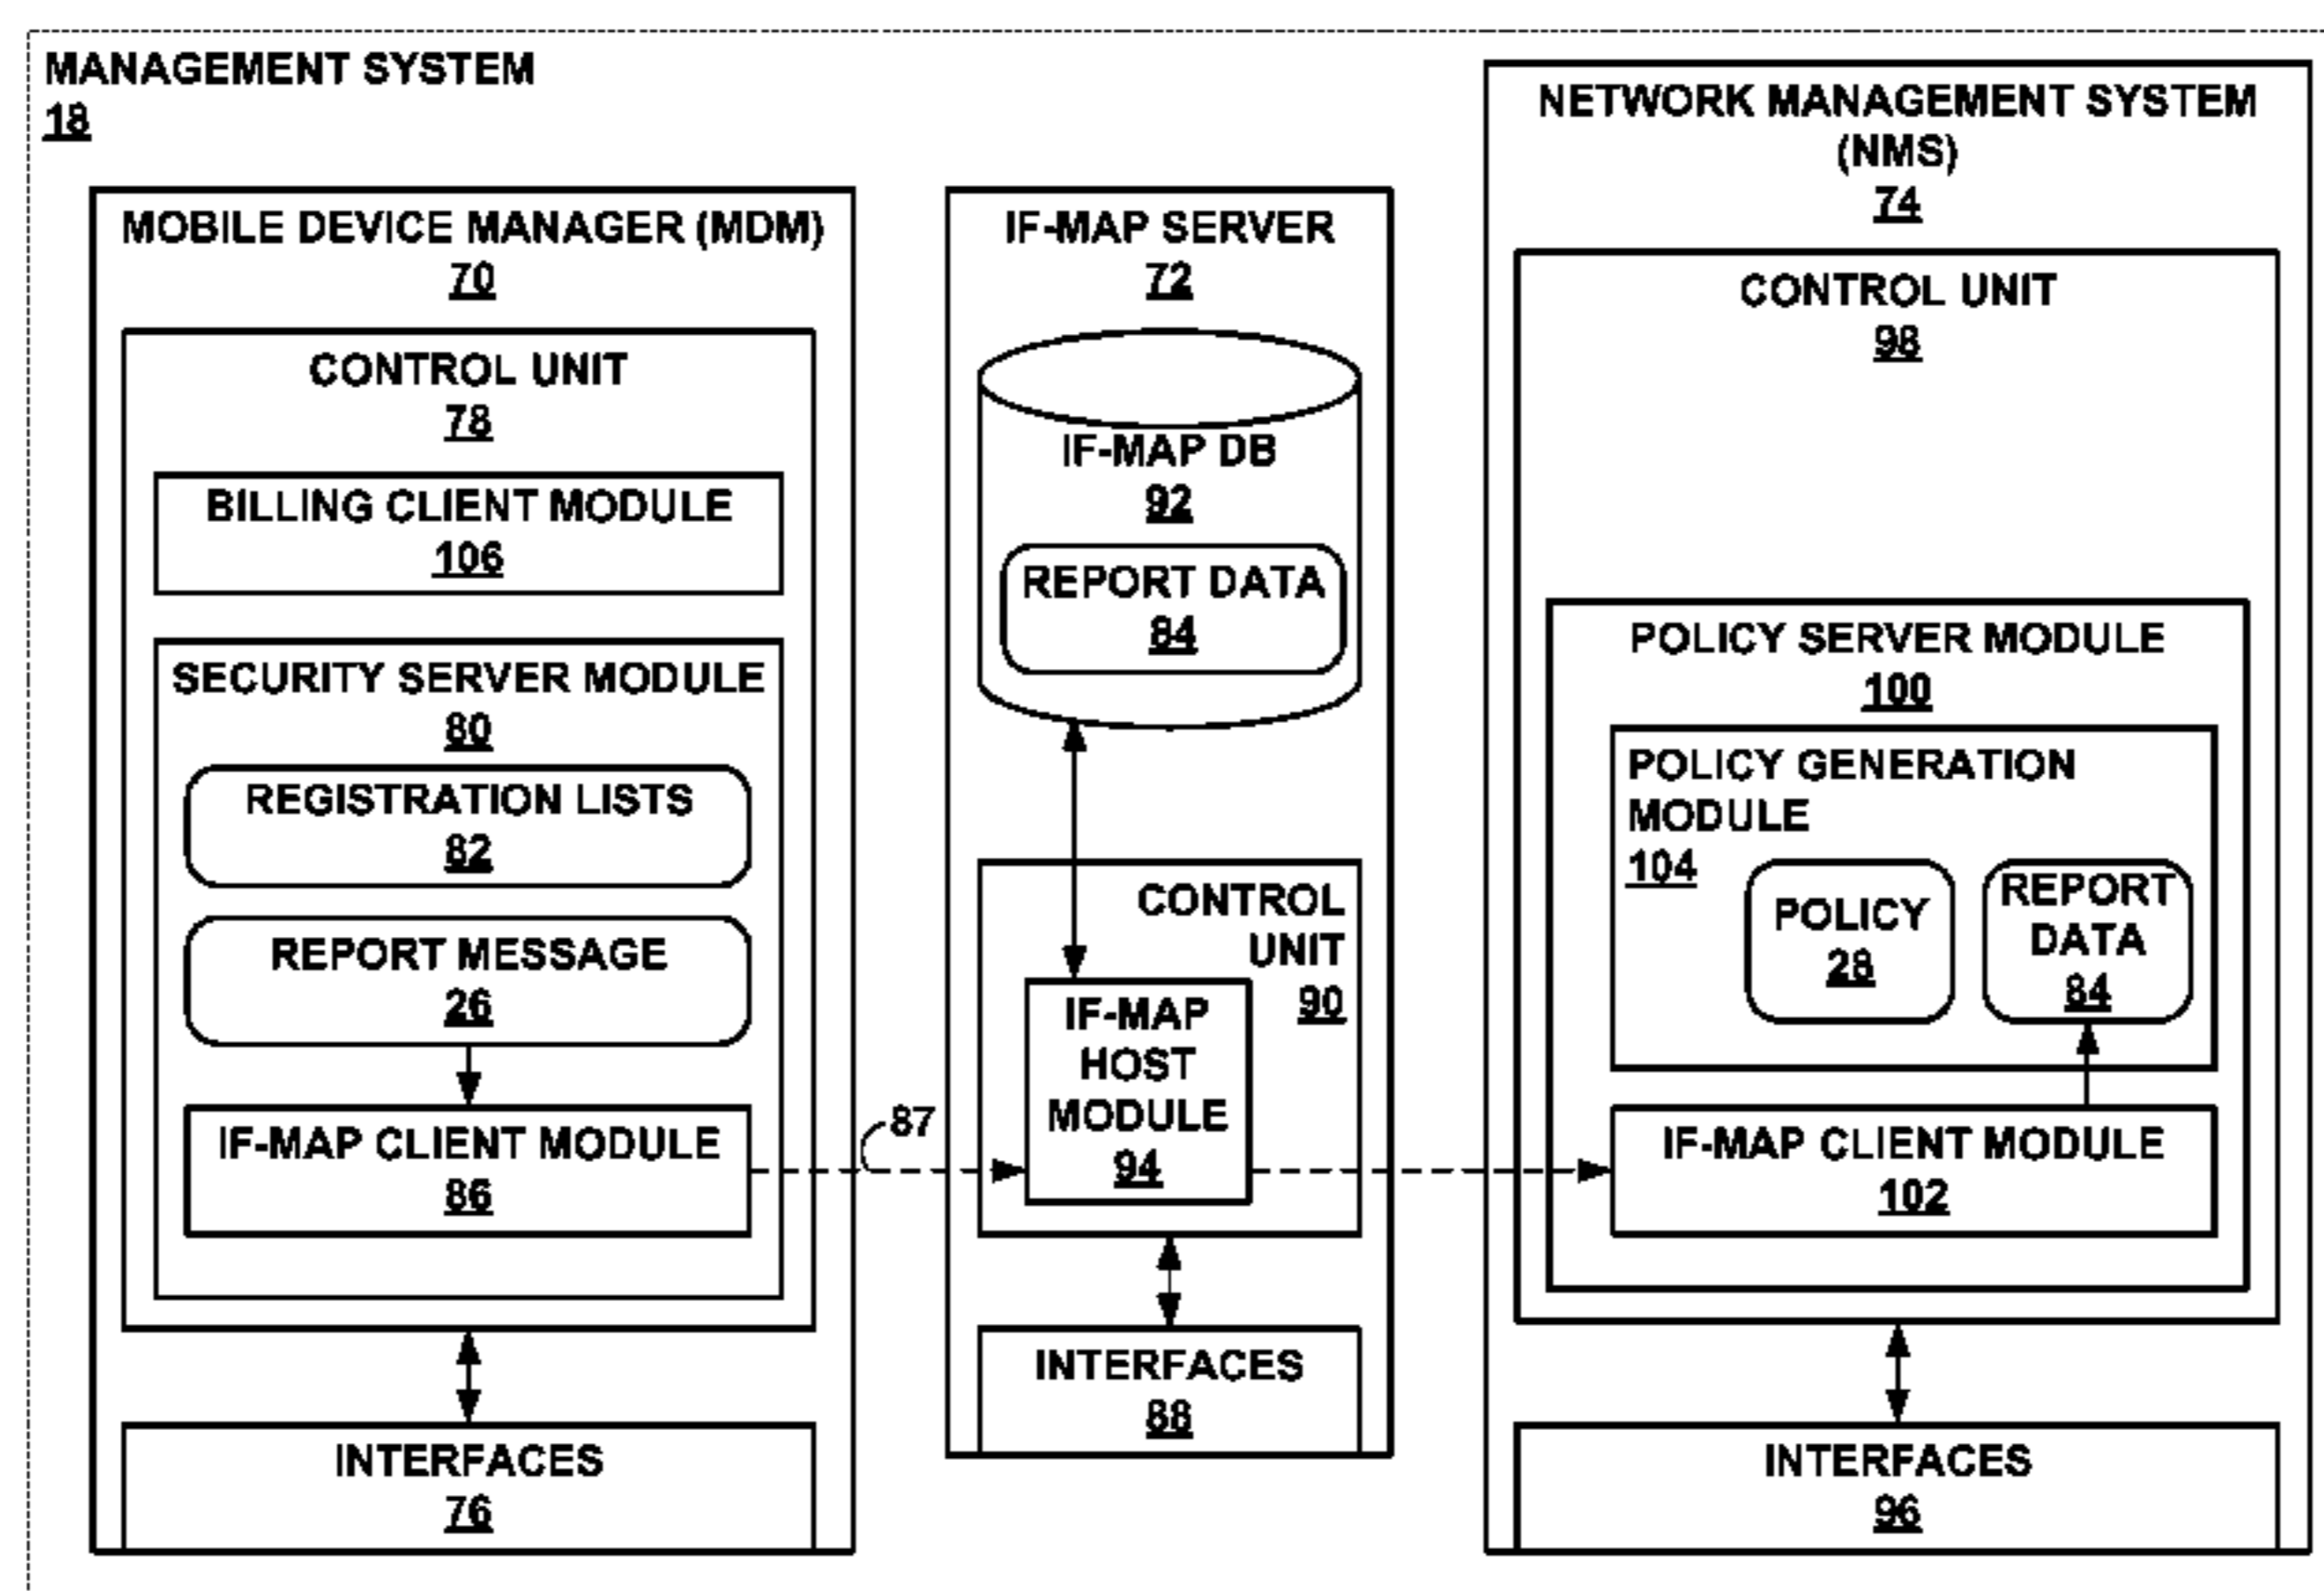 MANAGEMENT SYSTEM
18
MOBILE DEVICE MANAGER (MDM)
70
CONTROL UNIT
78
BILLING CLIENT MODULE
106
SECURITY SERVER MODULE
80
REGISTRATION LISTS
82
REPORT MESSAGE
26
IF-MAP CLIENT MODULE
86
INTERFACES
76
87
IF-MAP SERVER
72
IF-MAP DB
92
REPORT DATA
84
CONTROL
UNIT
90
IF-MAP
HOST
MODULE
94
INTERFACES
88
NETWORK MANAGEMENT SYSTEM
(NMS)
74
CONTROL UNIT
98
POLICY SERVER MODULE
100
POLICY GENERATION
MODULE
104
POLICY
28
REPORT
DATA
84
IF-MAP CLIENT MODULE
102
INTERFACES
96